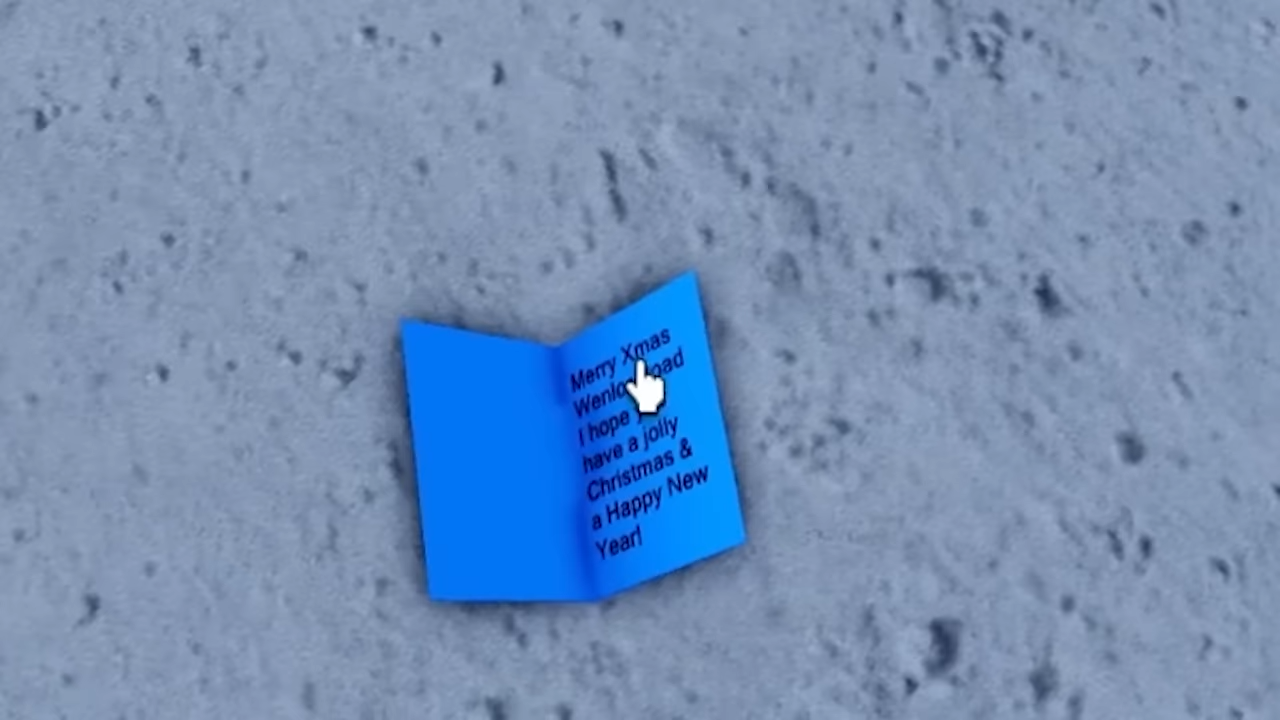 Merry Xmas
I hope
have a jolly
Christmas &
a Happy New
Year!